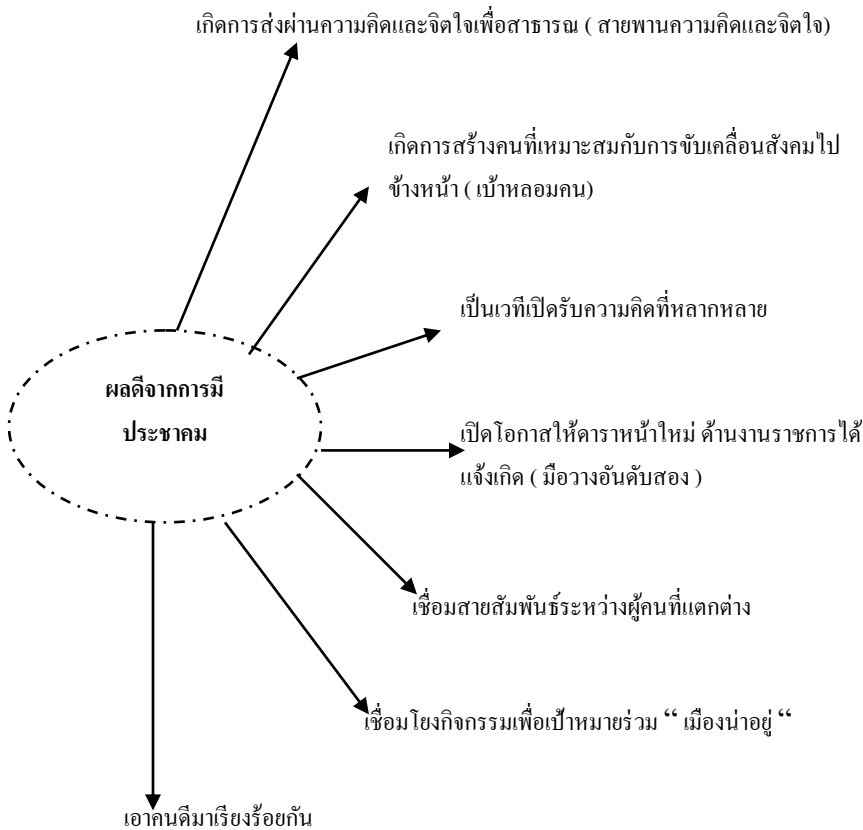 เกิดการส่งผ่านความคิดและจิตใจเพื่อสาธารณ ( สายพานความคิดและจิตใจ)
เกิดการสร้างคนที่เหมาะสมกับการขับเคลื่อนสังคมไป
ข้างหน้า ( เบ้าหลอมคน)
เป็นเวทีเปิดรับความคิดที่หลากหลาย
ผลดีจากการมี
ประชาคม
เปิดโอกาสให้ดาราหน้าใหม่ ด้านงานราชการได้
แจ้งเกิด ( มือวางอันดับสอง )
เชื่อมสายสัมพันธ์ระหว่างผู้คนที่แตกต่าง
เชื่อมโยงกิจกรรมเพื่อเป้าหมายร่วม “ เมืองน่าอยู่ “
เอาคนดีมาเรียงร้อยกัน